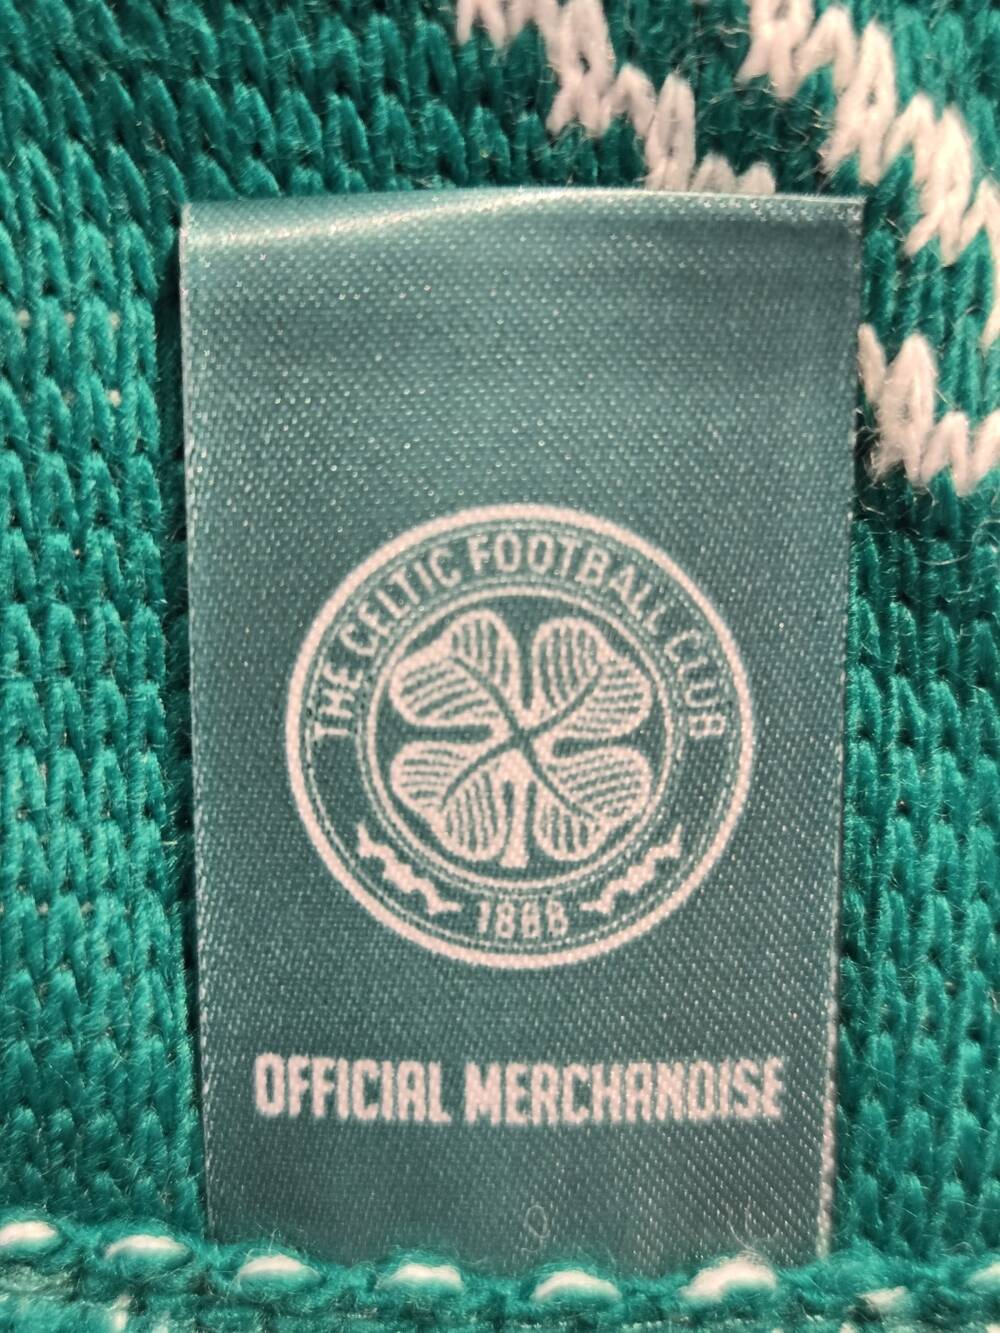 THE CELTIC FOOTBALL CLUB
1888
OFFICIAL MERCHANDISE